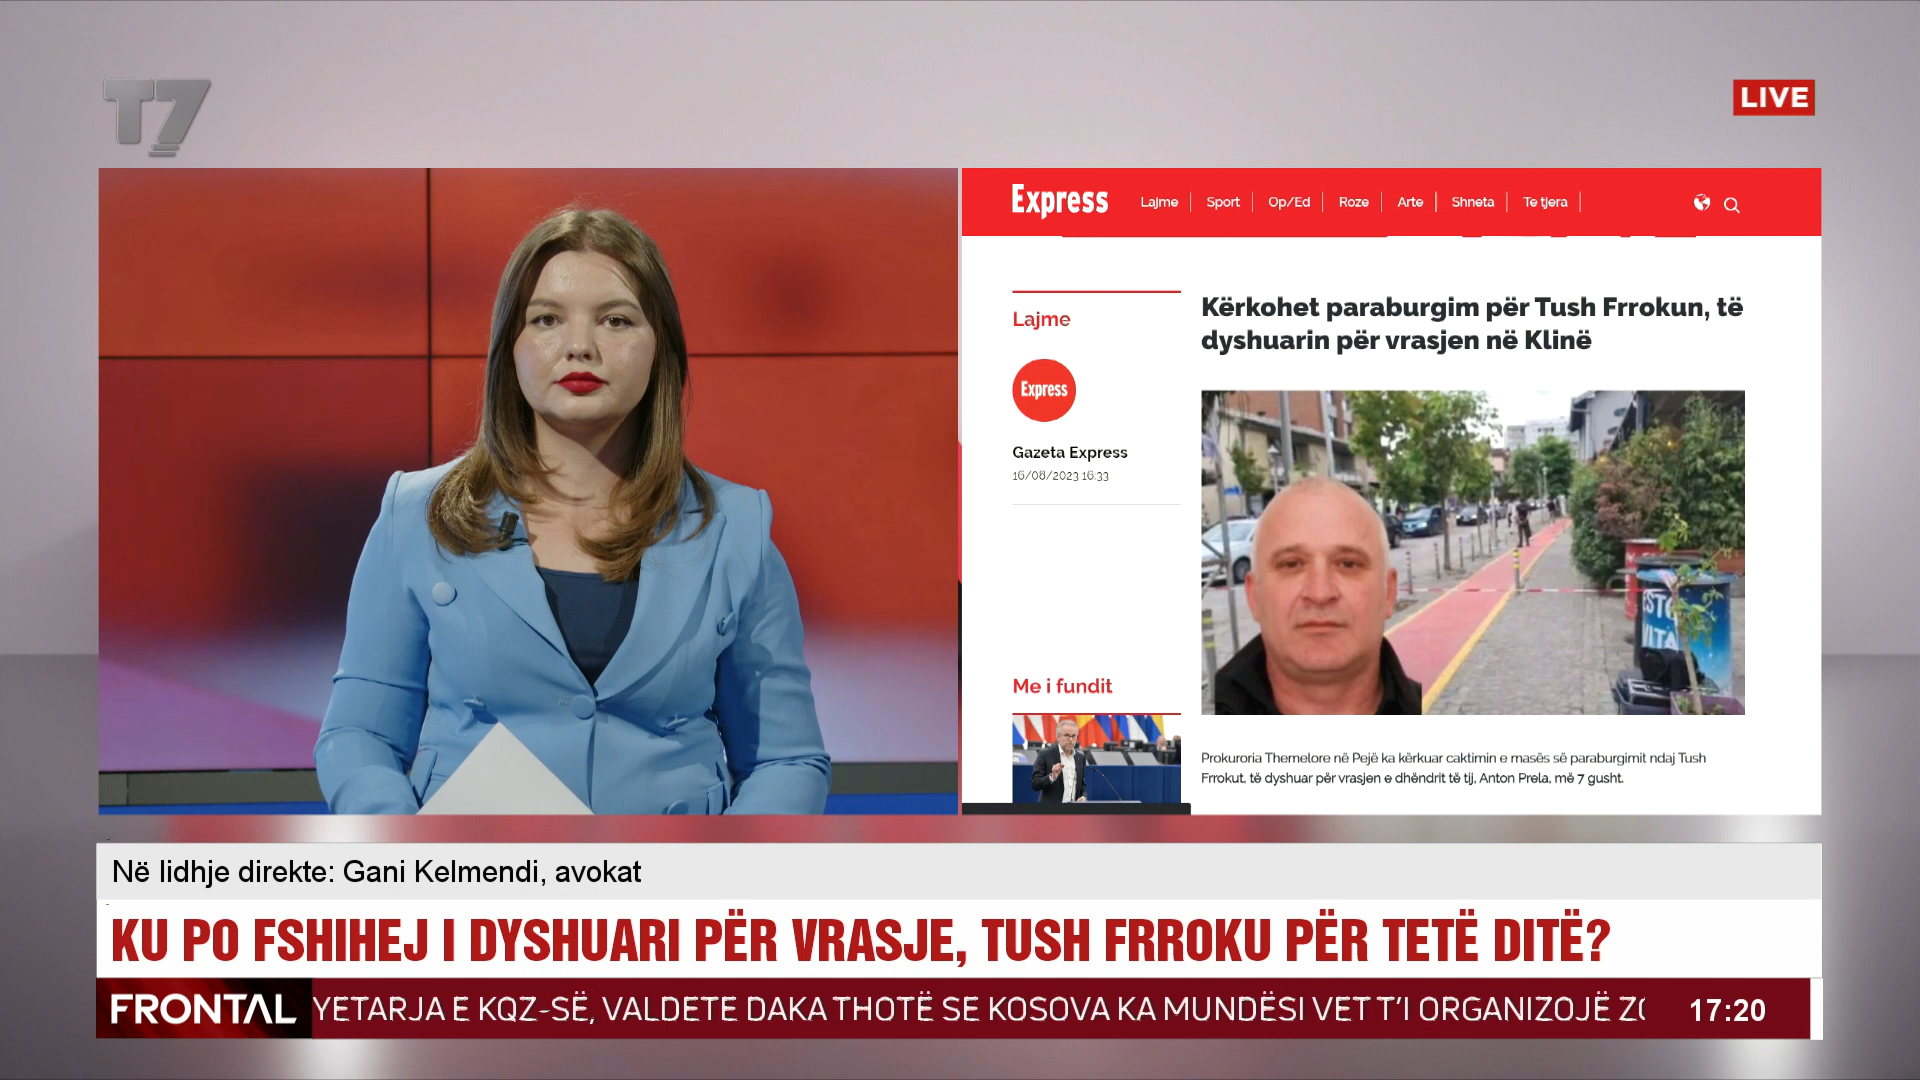 T7
LIVE
Express
Lajme
Sport
Op/Ed
Roze
Arte
Shneta
Te tjera
Lajme
Express
Gazeta Express
16/08/2023 16:33
Me i fundit
Kërkohet paraburgim për Tush Frrokun, të
dyshuarin për vrasjen në Klinë
Prokuroria Themelore në Pejë ka kërkuar caktimin e masës së paraburgimit ndaj Tush
Frrokut, të dyshuar për vrasjen e dhëndrit të tij, Anton Prela, më 7 gusht.
Në lidhje direkte: Gani Kelmendi, avokat
KU PO FSHIHEJ I DYSHUARI PËR VRASJE, TUSH FRROKU PËR TETË DITË?
FRONTAL
YETARJA E KQZ-SË, VALDETE DAKA THOTË SE KOSOVA KA MUNDËSI VET T'I ORGANIZOJË
17:20